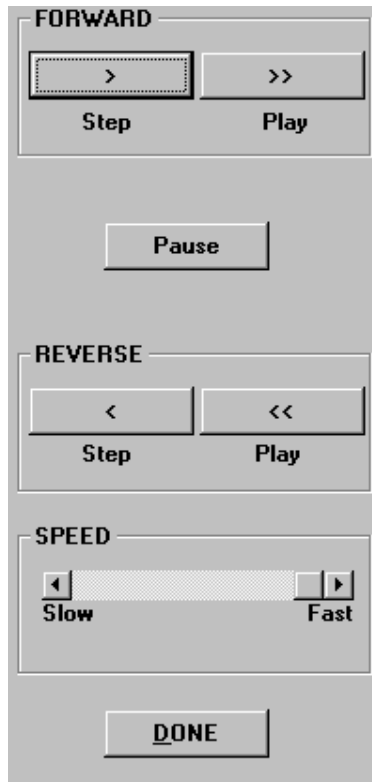 FORWARD
> >>
Step Play
Pause
REVERSE
< <<
Step Play
SPEED
Slow Fast
DONE